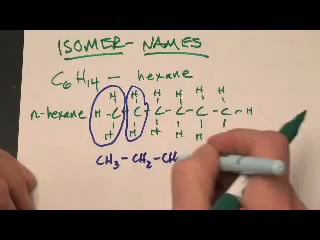 ISOMER - NAMES
C₆H₁₄ — hexane
H H H H H H
n-hexane H - C - C - C - C - C - C - H
H H H H H H
CH₃ - CH₂ - CH